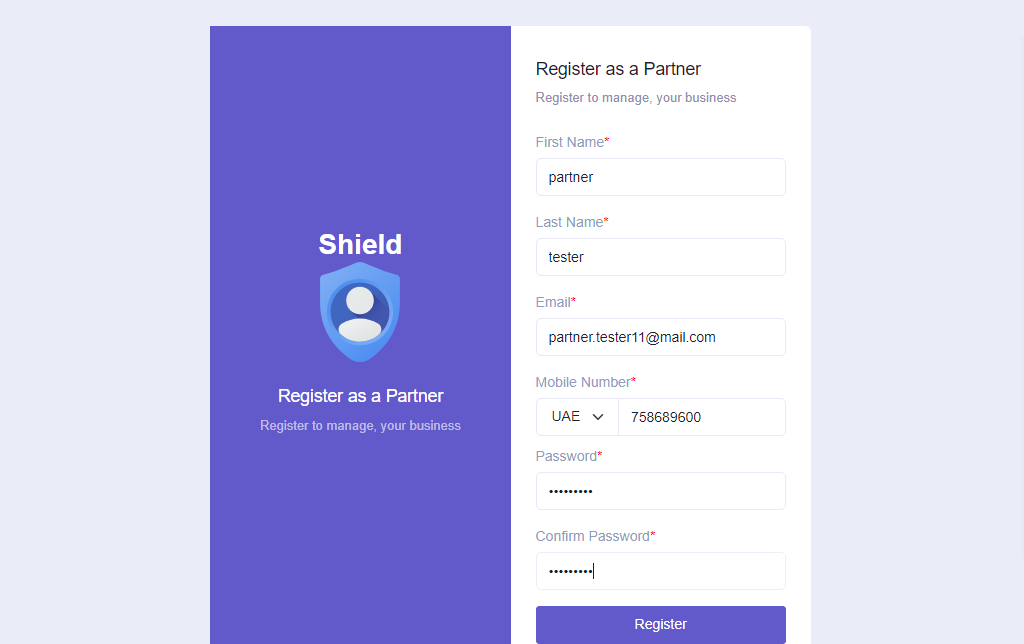 Shield
Register as a Partner
Register to manage, your business
Register as a Partner
Register to manage, your business
First Name*
partner
Last Name*
tester
Email*
partner.tester11@mail.com
Mobile Number*
UAE 758689600
Password*
•••••••••
Confirm Password*
•••••••••
Register